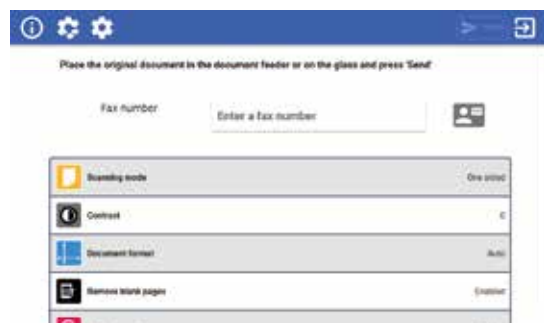 Place the original document in the document feeder or on the glass and press 'Send'
Fax number
Enter a fax number
Scanning mode One sided
Contrast 0
Document format Auto
Remove blank pages Enabled